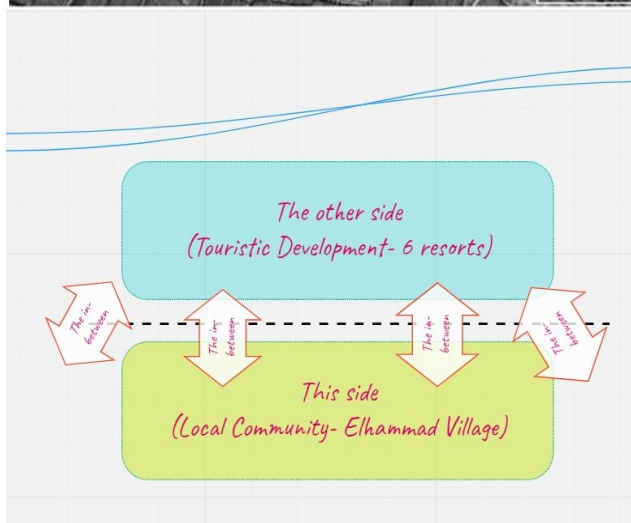 The other side
(Touristic Development- 6 resorts)
The in-
between
The in-
between
The in-
between
The in-
between
This side
(Local Community- Elhammad Village)